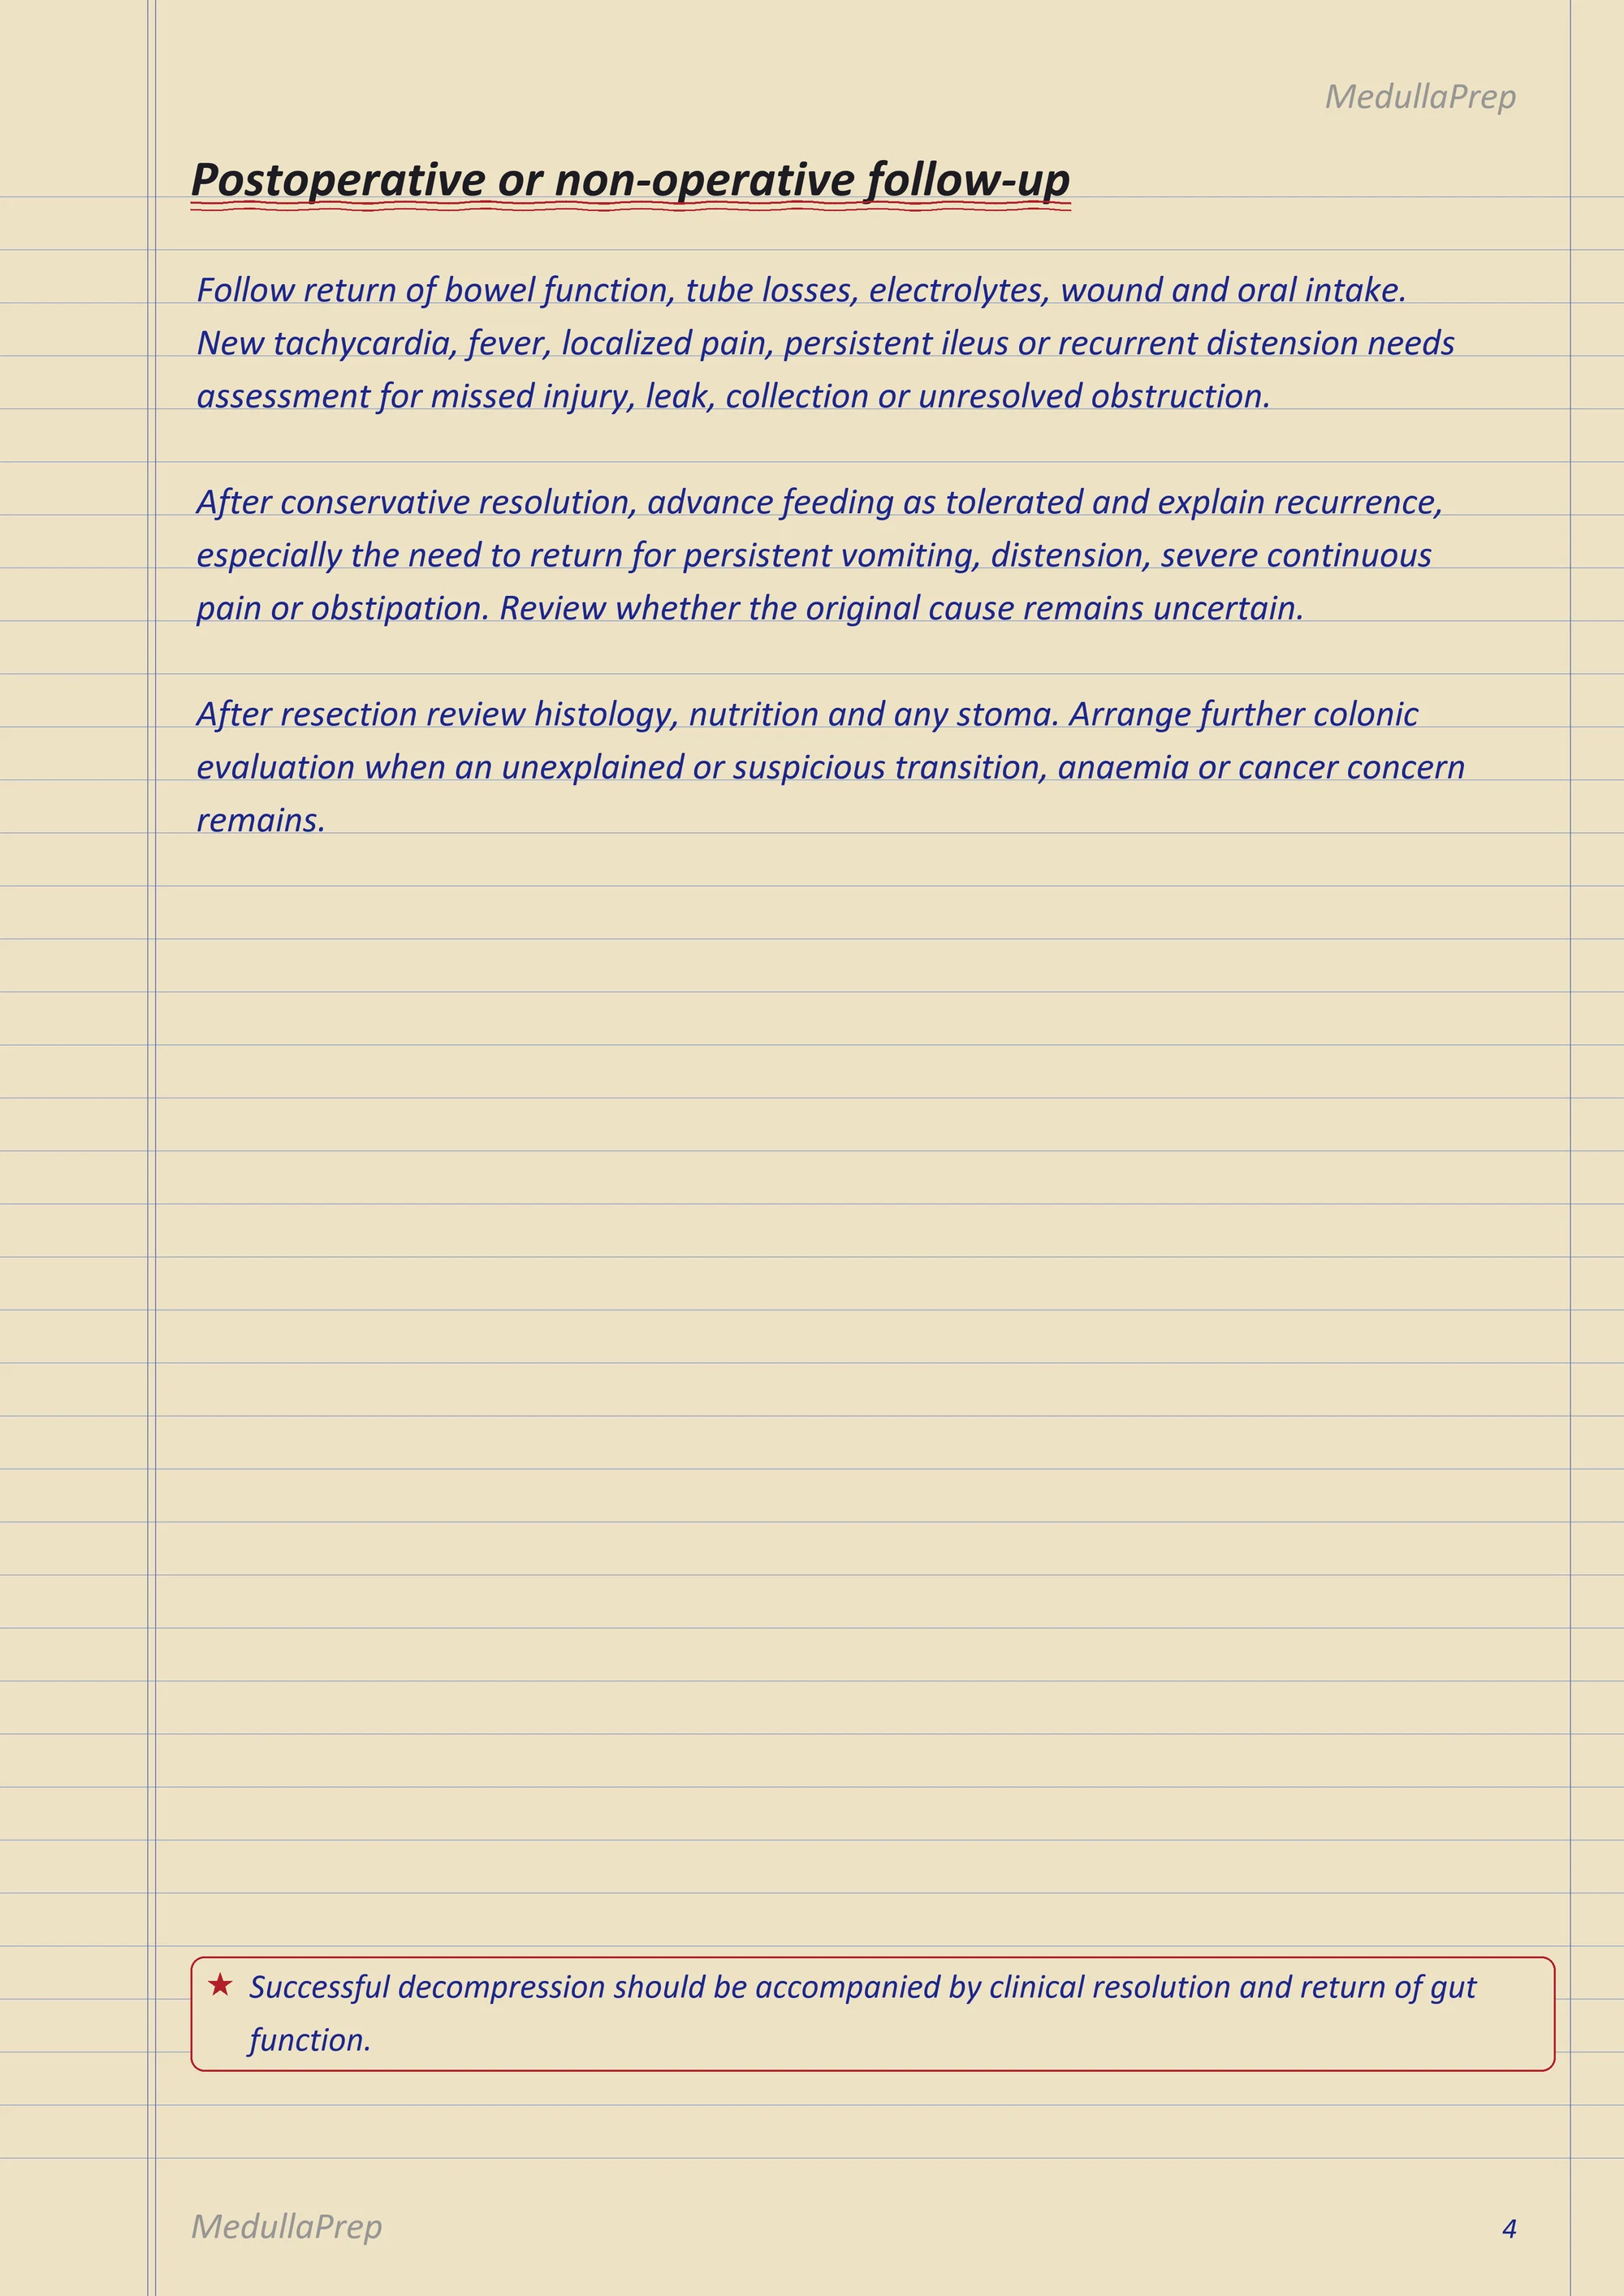 MedullaPrep
Postoperative or non-operative follow-up
Follow return of bowel function, tube losses, electrolytes, wound and oral intake.
New tachycardia, fever, localized pain, persistent ileus or recurrent distension needs
assessment for missed injury, leak, collection or unresolved obstruction.
After conservative resolution, advance feeding as tolerated and explain recurrence,
especially the need to return for persistent vomiting, distension, severe continuous
pain or obstipation. Review whether the original cause remains uncertain.
After resection review histology, nutrition and any stoma. Arrange further colonic
evaluation when an unexplained or suspicious transition, anaemia or cancer concern
remains.
★ Successful decompression should be accompanied by clinical resolution and return of gut
function.
MedullaPrep
4